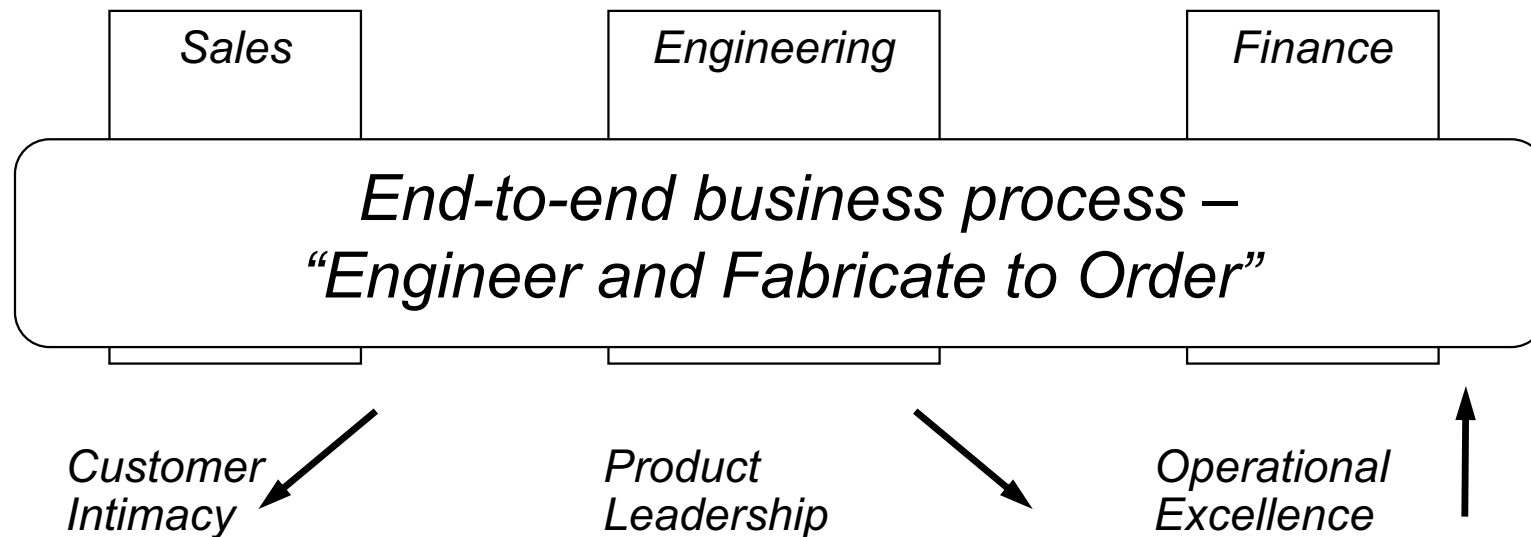 Sales
Engineering
Finance
End-to-end business process –
“Engineer and Fabricate to Order”
Customer
Intimacy
Product
Leadership
Operational
Excellence